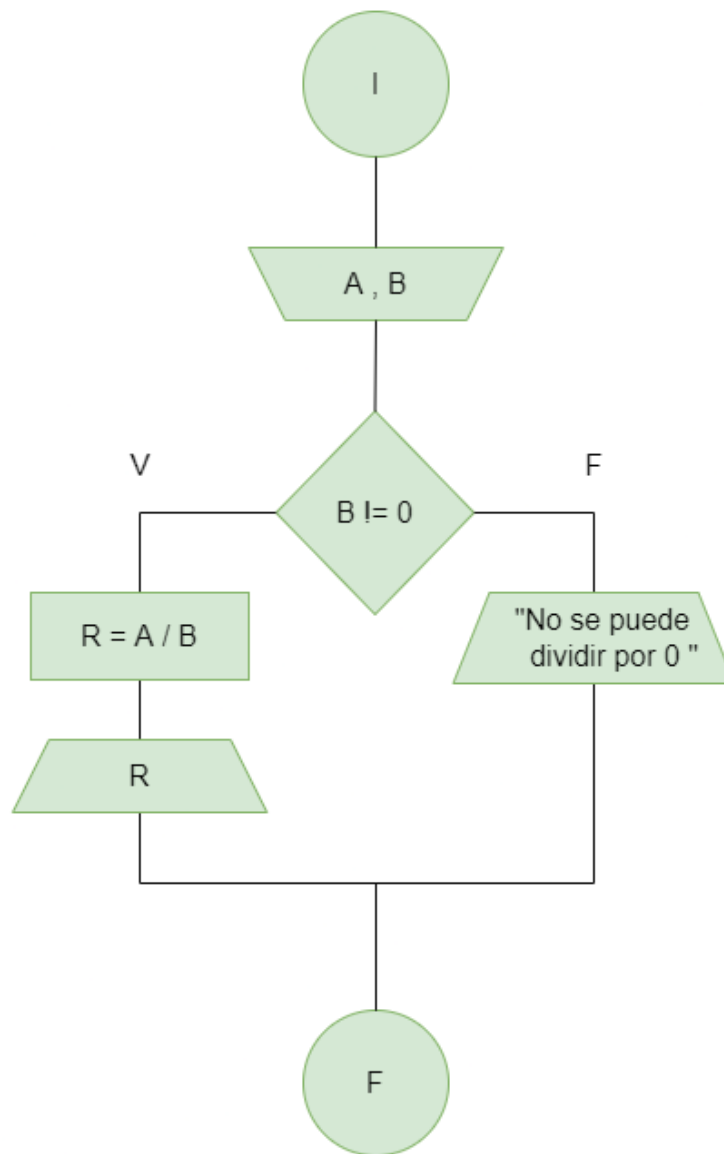 I
A , B
V
F
B != 0
R = A / B
"No se puede
dividir por 0 "
R
F